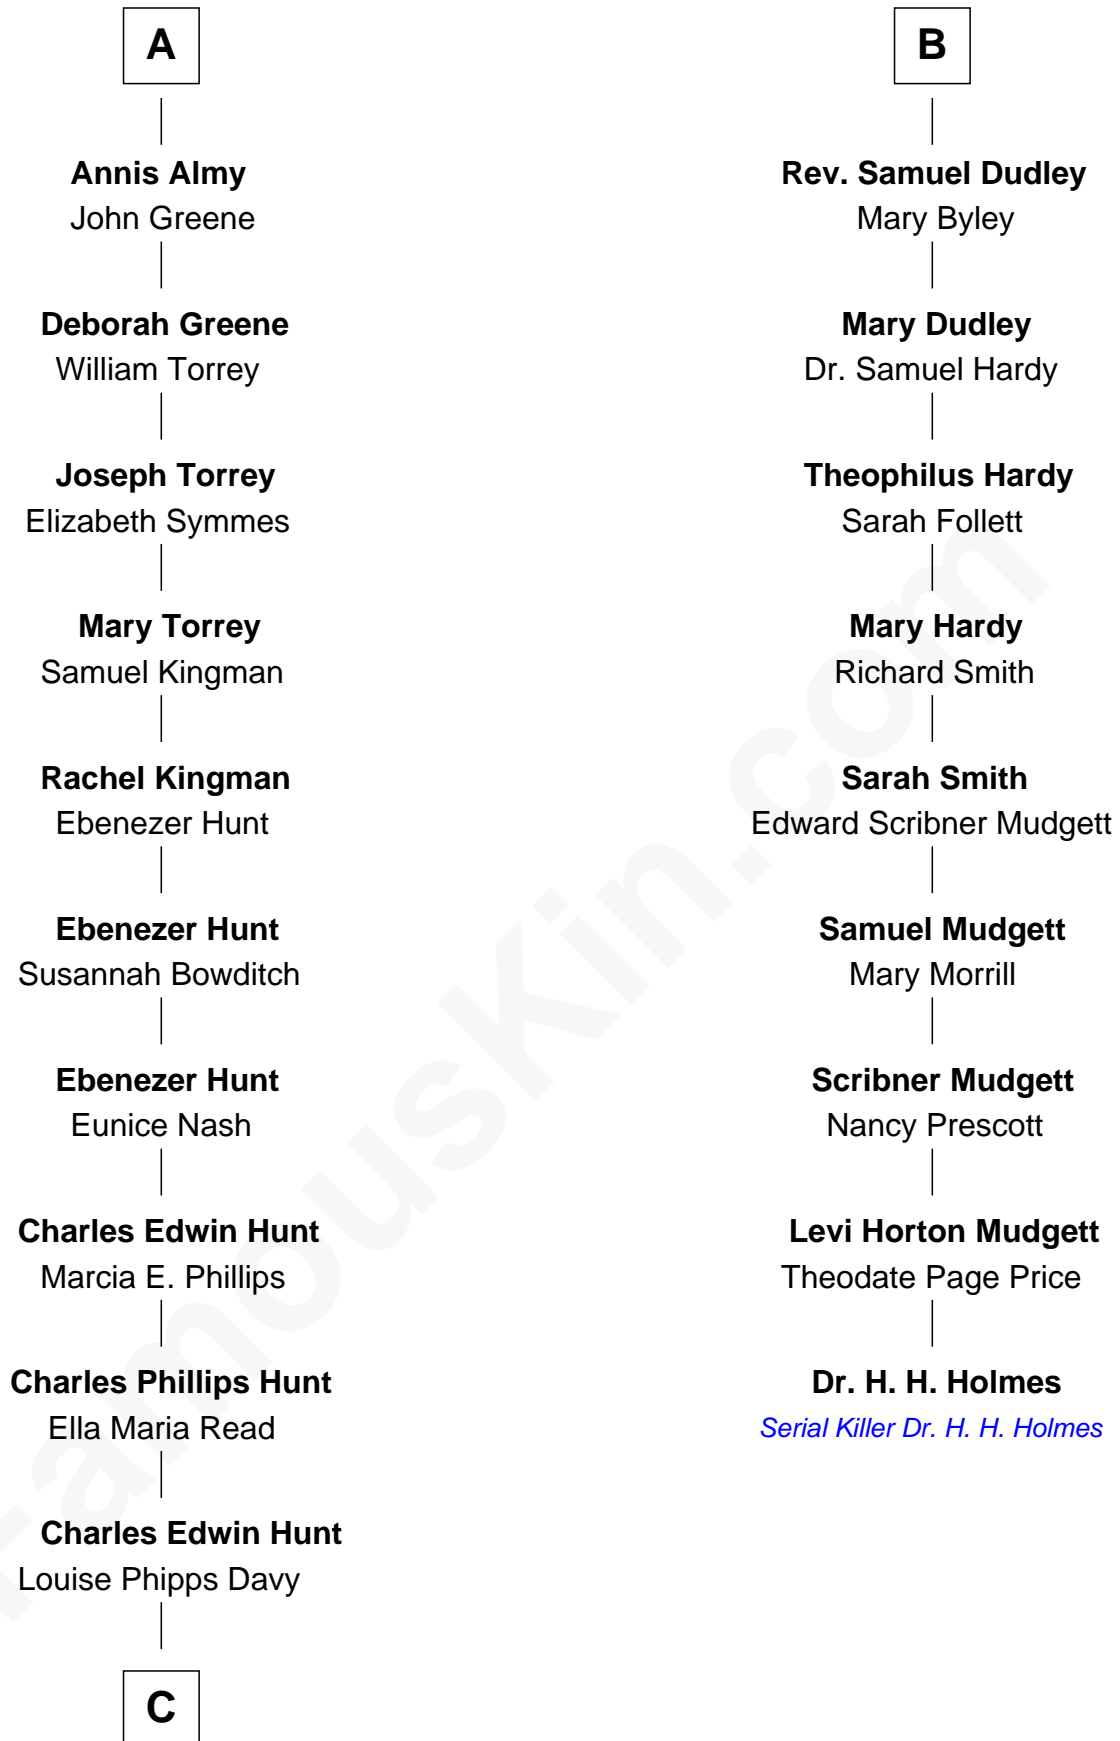 A
Annis Almy
John Greene
Deborah Greene
William Torrey
Joseph Torrey
Elizabeth Symmes
Mary Torrey
Samuel Kingman
Rachel Kingman
Ebenezer Hunt
Ebenezer Hunt
Susannah Bowditch
Ebenezer Hunt
Eunice Nash
Charles Edwin Hunt
Marcia E. Phillips
Charles Phillips Hunt
Ella Maria Read
Charles Edwin Hunt
Louise Phipps Davy
C
B
Rev. Samuel Dudley
Mary Byley
Mary Dudley
Dr. Samuel Hardy
Theophilus Hardy
Sarah Follett
Mary Hardy
Richard Smith
Sarah Smith
Edward Scribner Mudgett
Samuel Mudgett
Mary Morrill
Scribner Mudgett
Nancy Prescott
Levi Horton Mudgett
Theodate Page Price
Dr. H. H. Holmes
Serial Killer Dr. H. H. Holmes
FamousKin.com